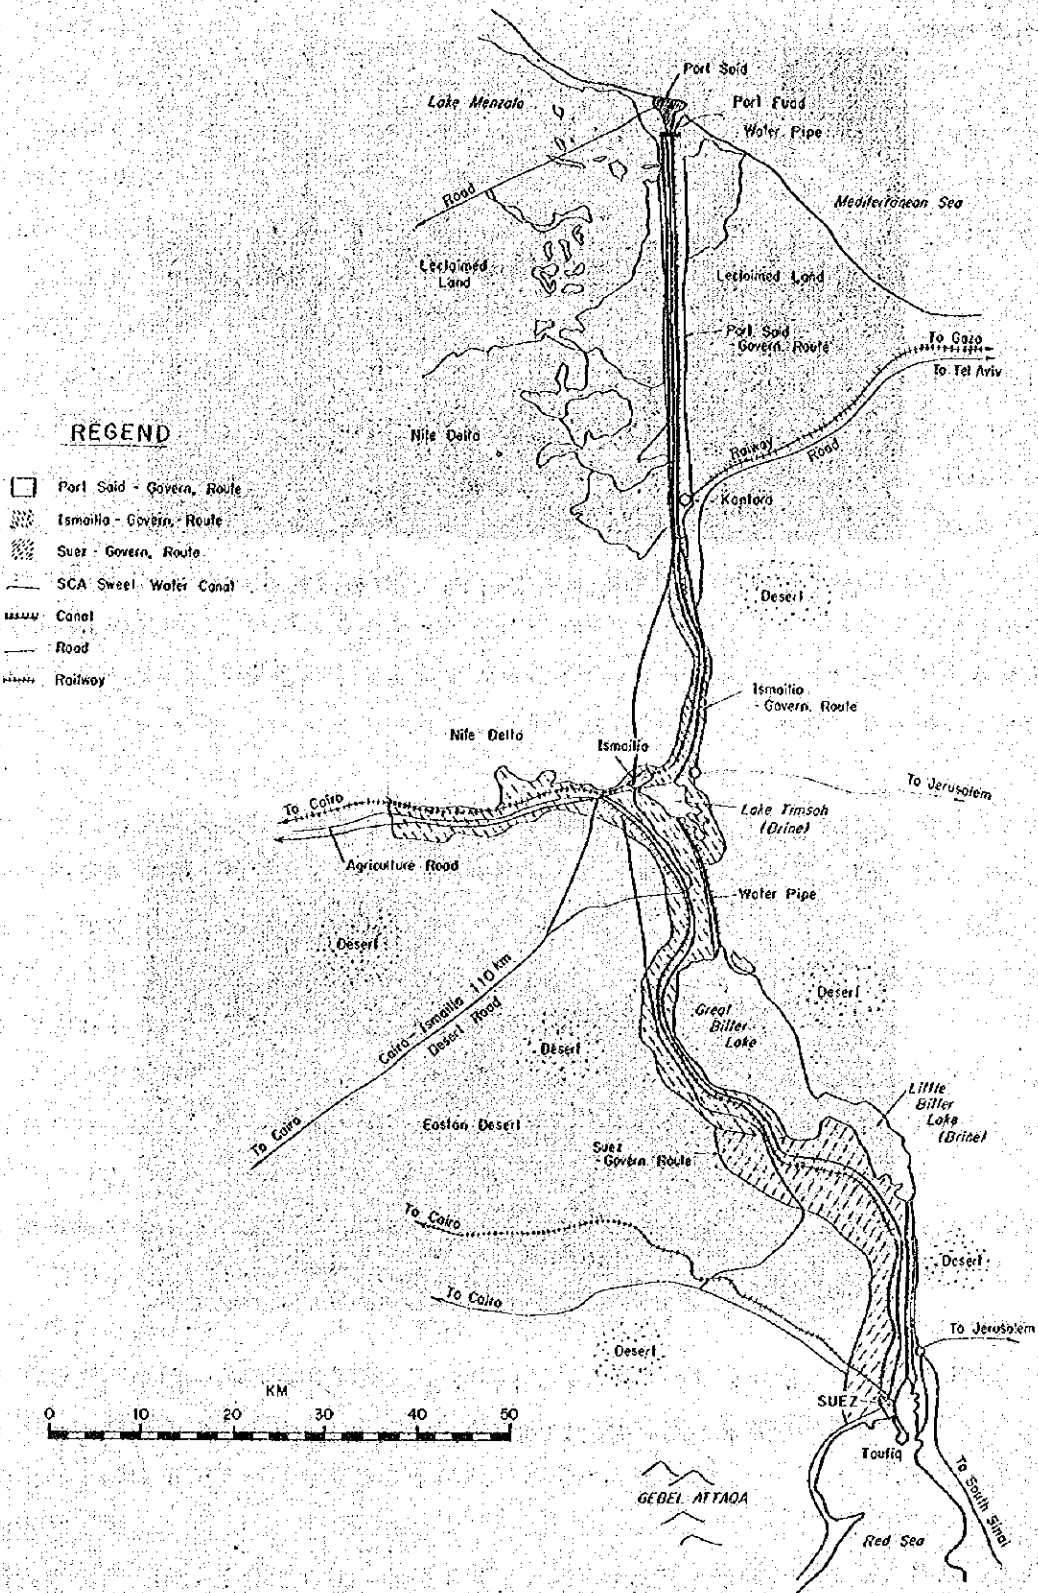 Port Said
Lake Menzala
Port Fuad
Water Pipe
Road
Mediterranean Sea
Leclaimed
Land
Leclaimed Land
Port Said
-Govern. Route
To Gaza
To Tel Aviv
REGEND
Nile Delta
Railway
Road
Port Said - Govern. Route
Kantara
Ismailia - Govern. Route
Suez - Govern. Route
SCA Sweet Water Canal
Desert
Canal
Road
Railway
Ismailia
- Govern. Route
Nile Delta
Ismailia
To Cairo
To Jerusalem
Lake Timsah
(Brine)
Agriculture Road
Water Pipe
Desert
Cairo - Ismailia 110 km
Desert Road
Desert
Great
Bitter
Lake
Desert
Little
Bitter
Lake
(Brine)
Eastan Desert
To Cairo
Suez
-Govern. Route
To Cairo
Desert
To Cairo
To Jerusalem
Desert
KM
0 10 20 30 40 50
SUEZ
Toufiq
To South Sinai
GEBEL ATTAQA
Red Sea